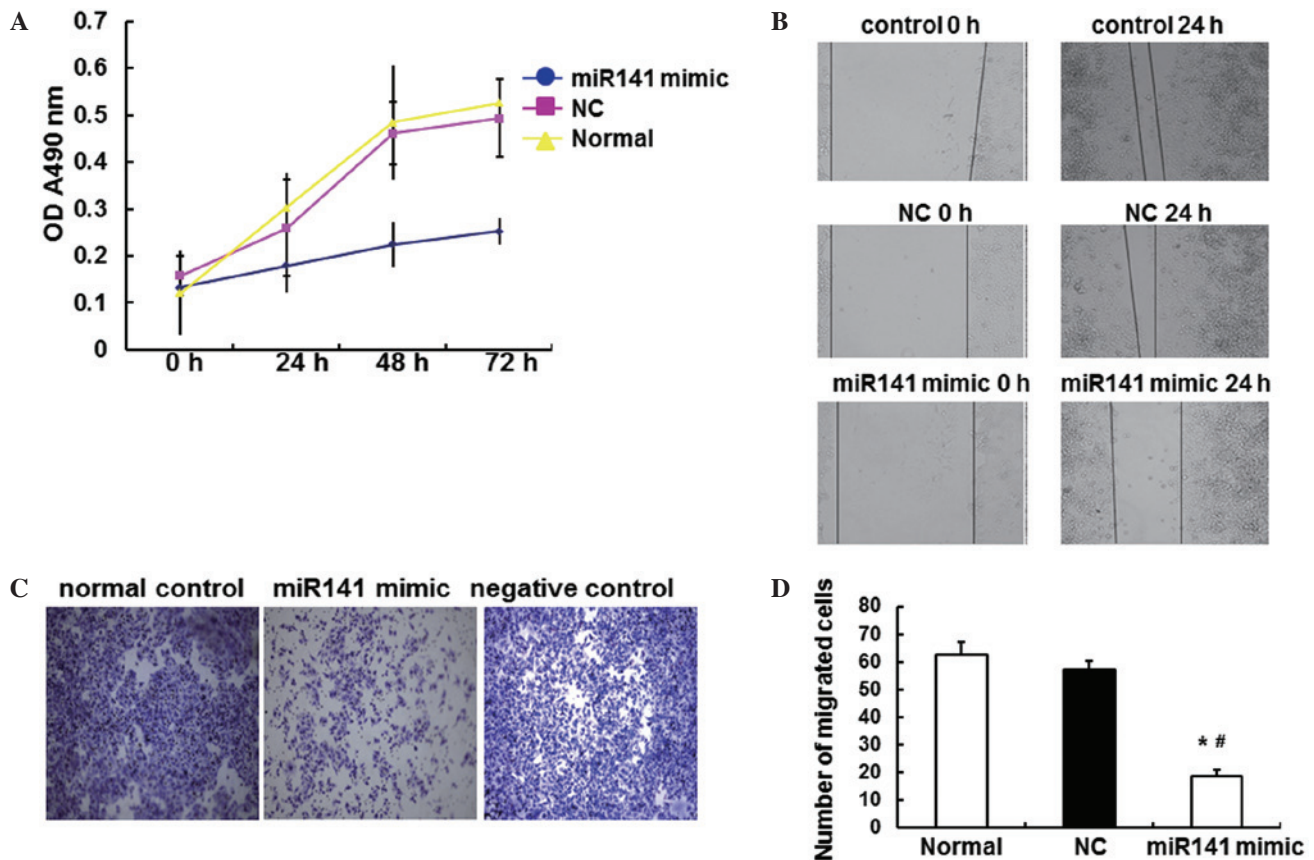 A
OD A490 nm
0.7
0.6
0.5
0.4
0.3
0.2
0.1
0
0 h
24 h
48 h
72 h
miR141 mimic
NC
Normal
B
control 0 h
control 24 h
NC 0 h
NC 24 h
miR141 mimic 0 h
miR141 mimic 24 h
C
normal control
miR141 mimic
negative control
D
Number of migrated cells
80
70
60
50
40
30
20
10
0
* #
Normal
NC
miR141 mimic